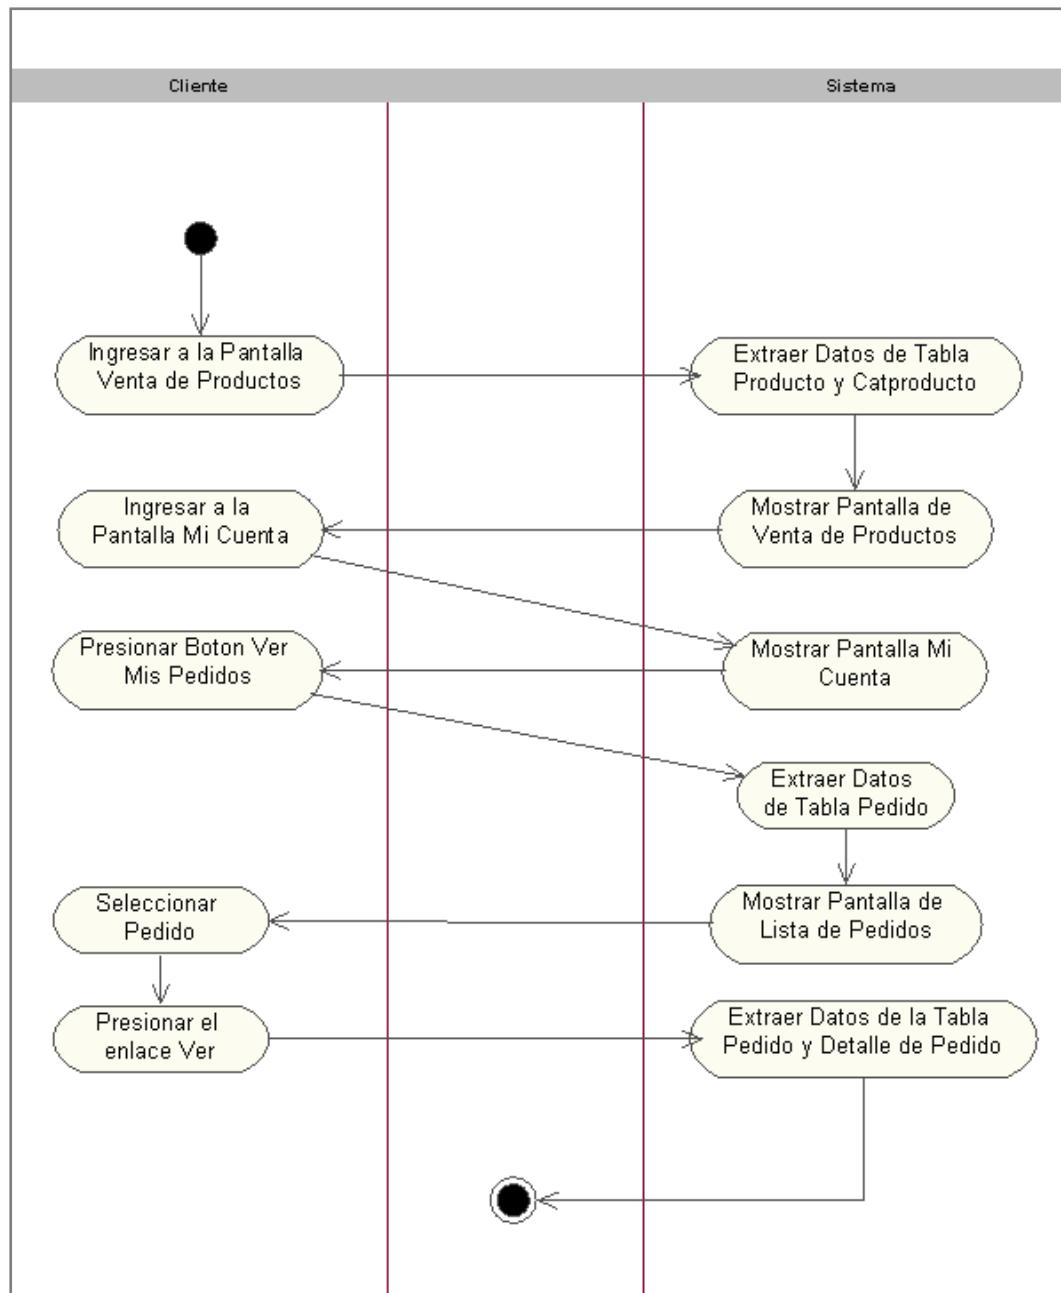 Cliente
Sistema
Ingresar a la Pantalla
Venta de Productos
Extraer Datos de Tabla
Producto y Catproducto
Ingresar a la
Pantalla Mi Cuenta
Mostrar Pantalla de
Venta de Productos
Presionar Boton Ver
Mis Pedidos
Mostrar Pantalla Mi
Cuenta
Extraer Datos
de Tabla Pedido
Seleccionar
Pedido
Mostrar Pantalla de
Lista de Pedidos
Presionar el
enlace Ver
Extraer Datos de la Tabla
Pedido y Detalle de Pedido